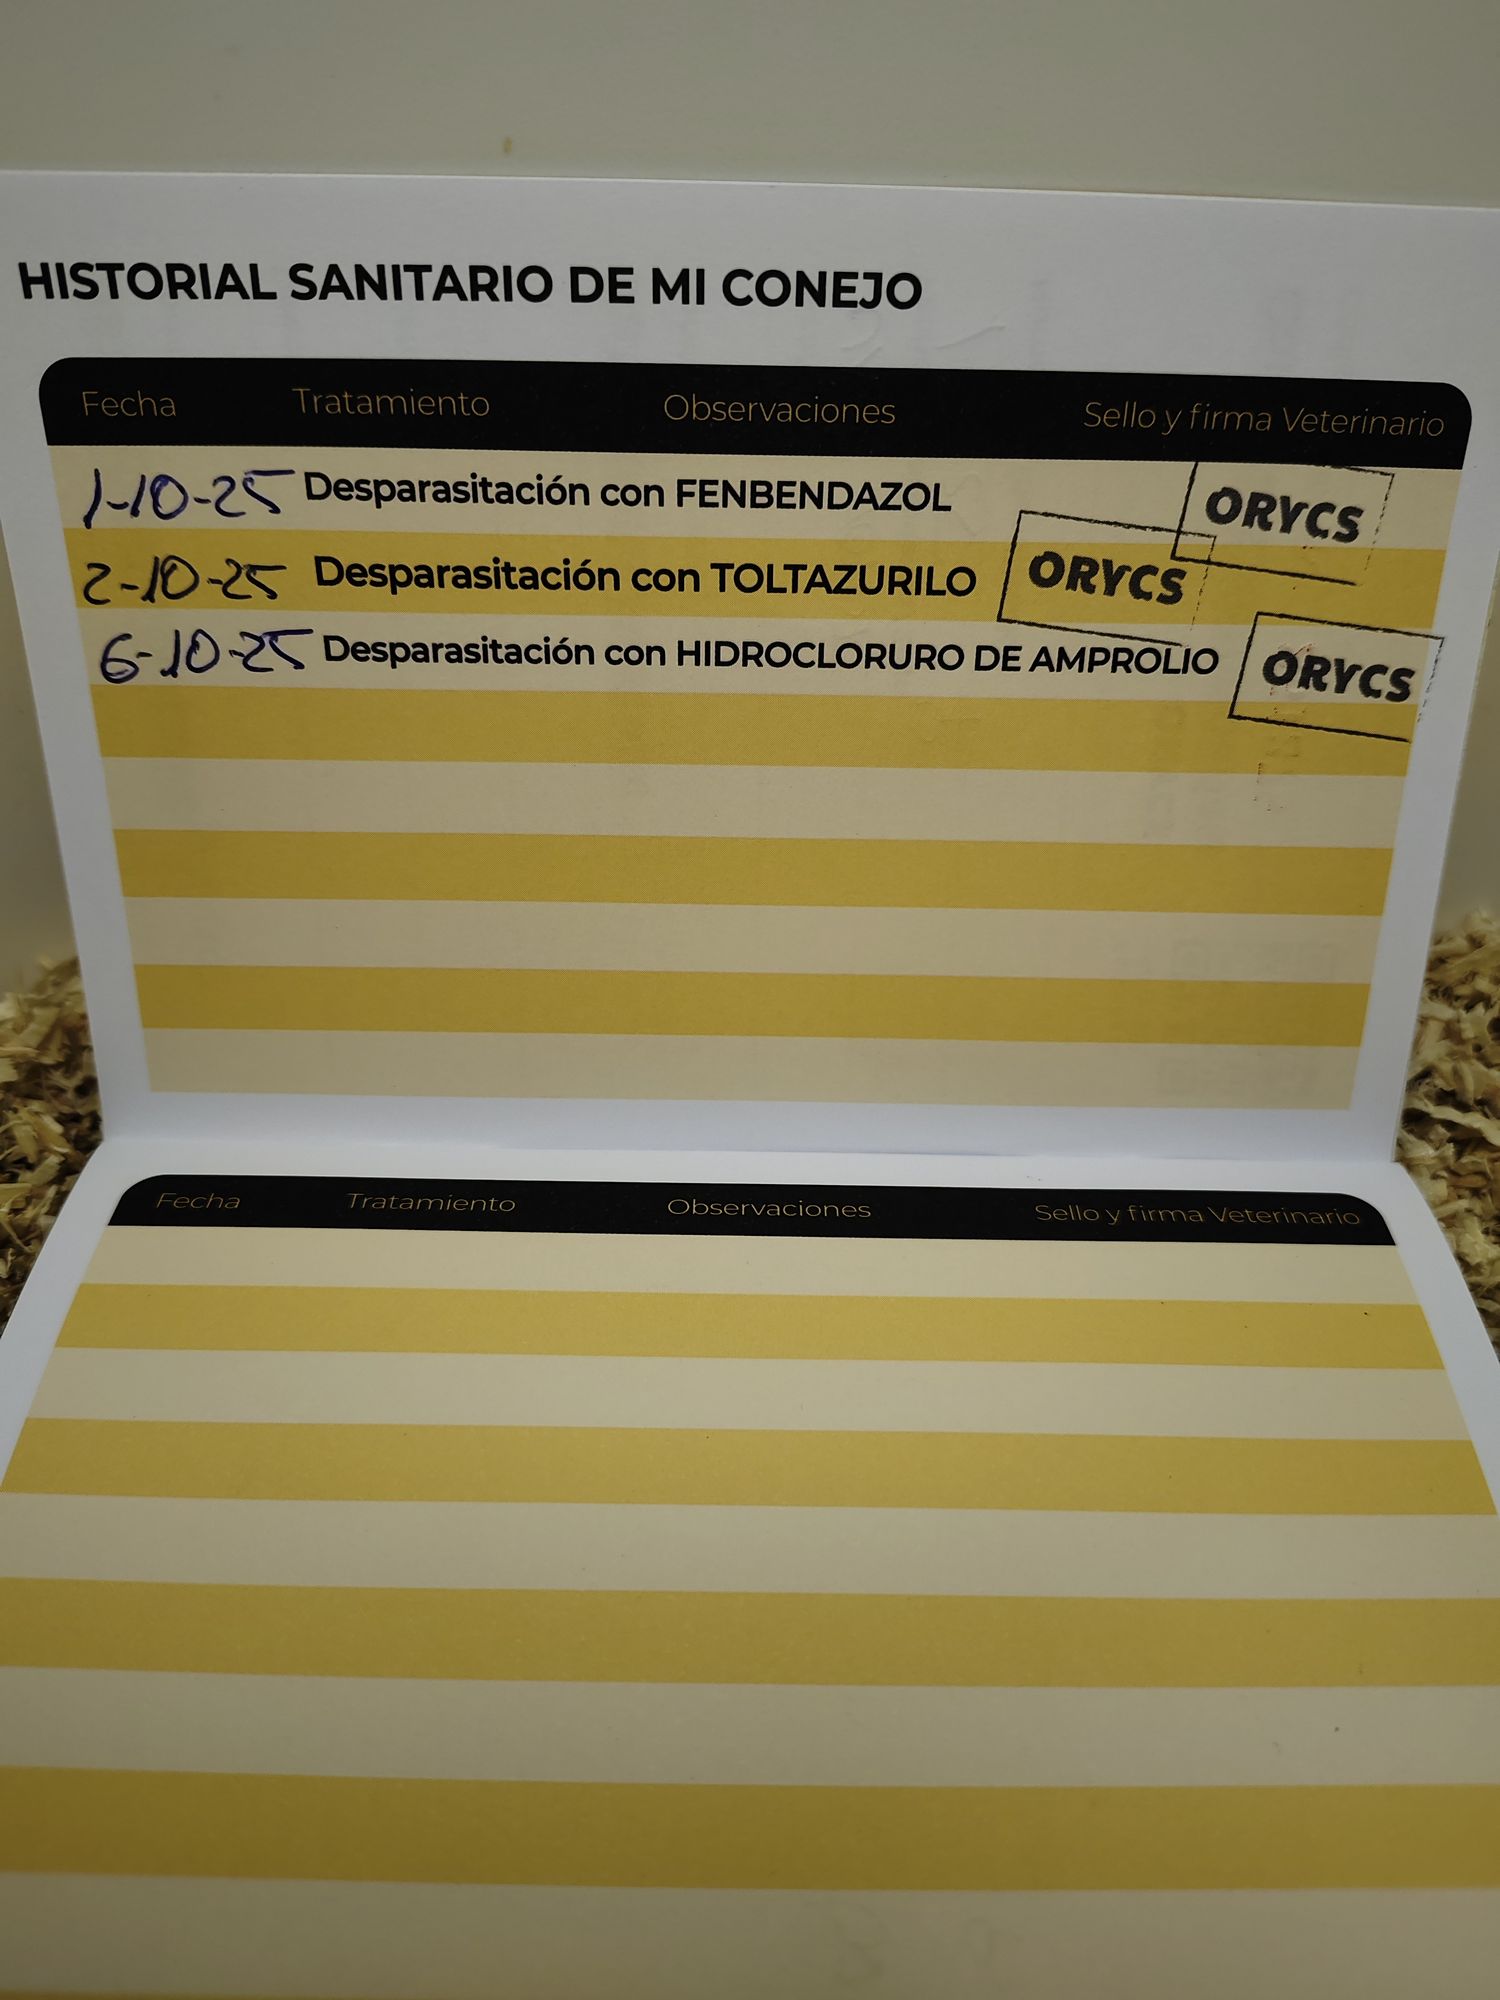 HISTORIAL SANITARIO DE MI CONEJO
Fecha Tratamiento Observaciones Sello y firma Veterinario
1-10-25 Desparasitación con FENBENDAZOL ORYCS
2-10-25 Desparasitación con TOLTAZURILO ORYCS
6-10-25 Desparasitación con HIDROCLORURO DE AMPROLIO ORYCS
Fecha Tratamiento Observaciones Sello y firma Veterinario